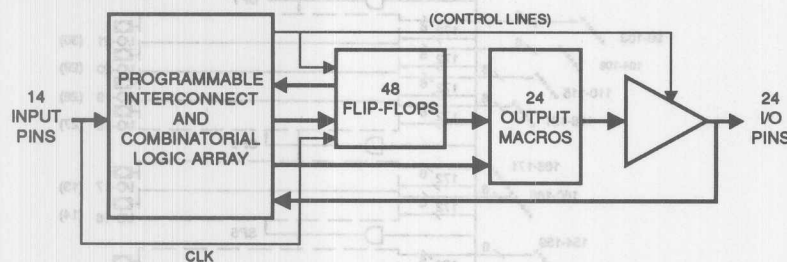 (CONTROL LINES)
14
INPUT
PINS
PROGRAMMABLE
INTERCONNECT
AND
COMBINATORIAL
LOGIC ARRAY
48
FLIP-FLOPS
24
OUTPUT
MACROS
24
I/O
PINS
CLK